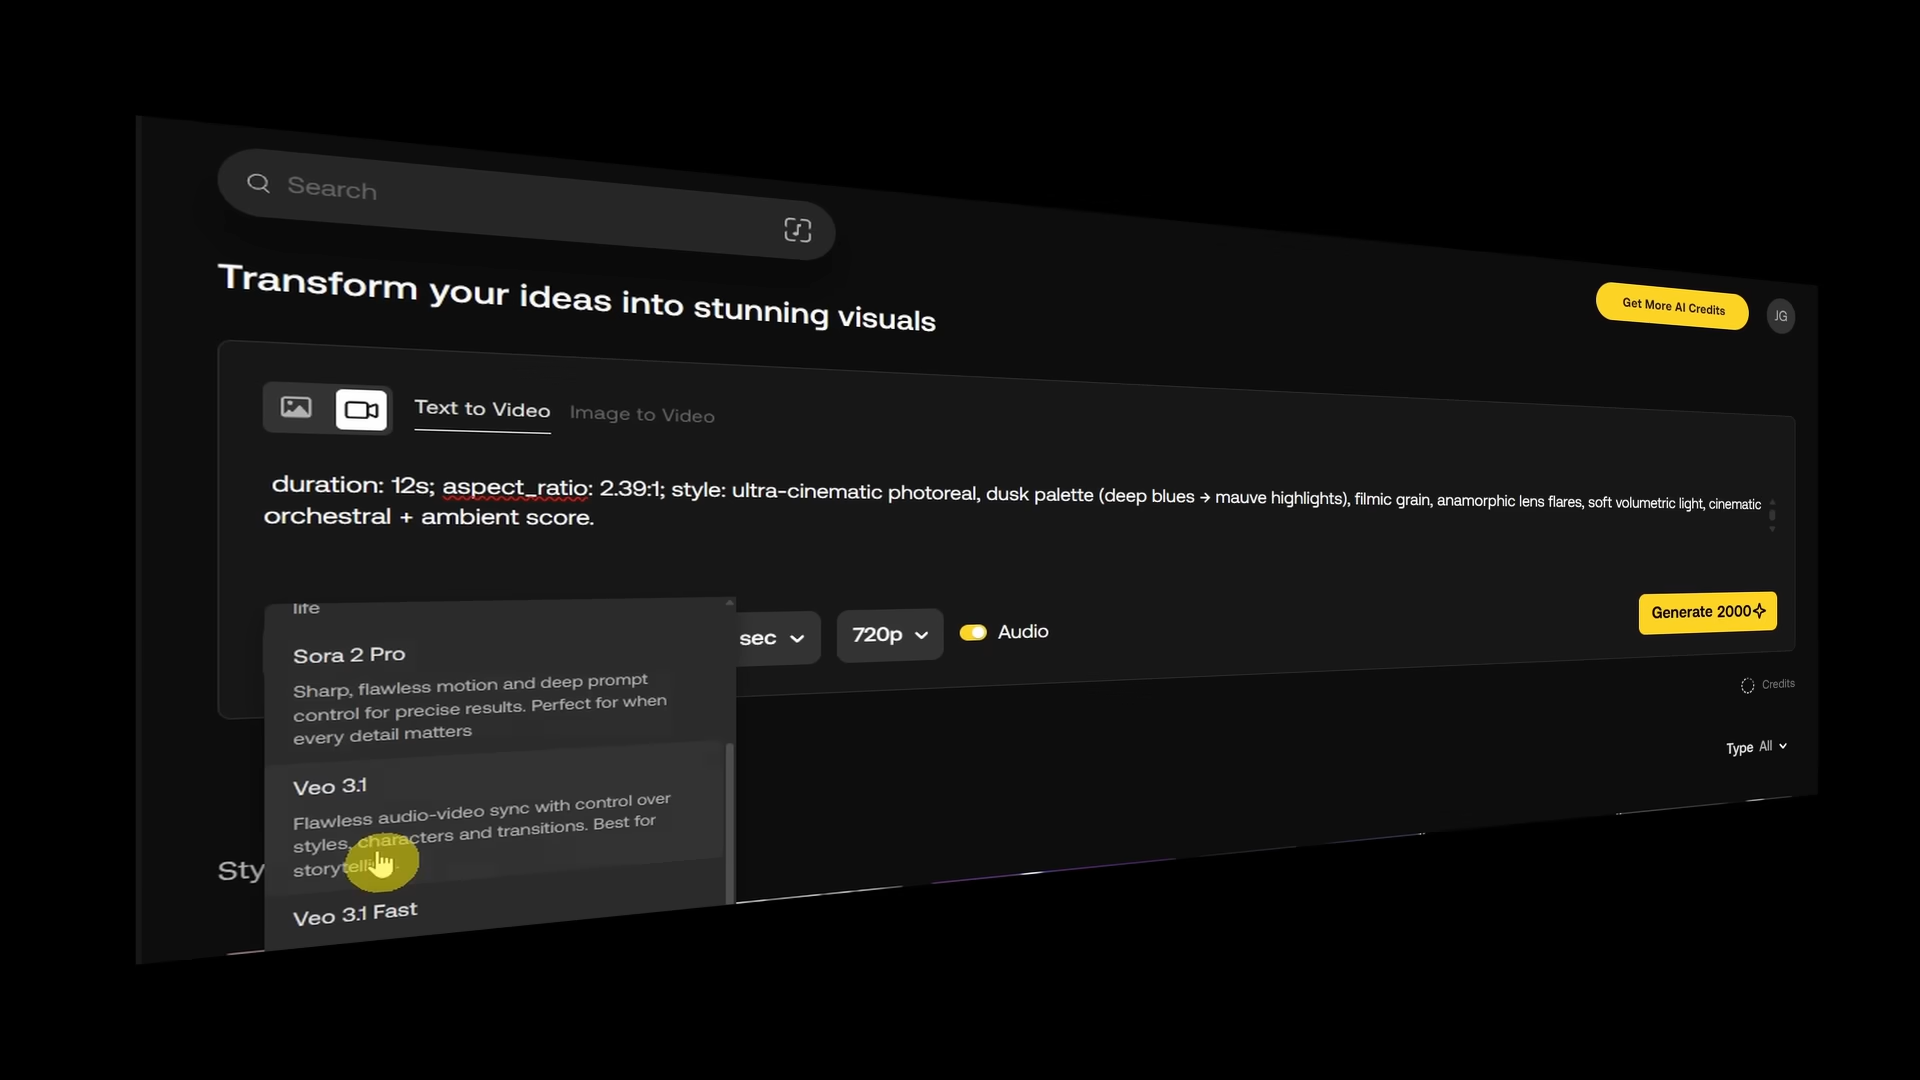 Search
Transform your ideas into stunning visuals
Get More AI Credits
JG
Text to Video
Image to Video
duration: 12s; aspect_ratio: 2.39:1; style: ultra-cinematic photoreal, dusk palette (deep blues → mauve highlights), filmic grain, anamorphic lens flares, soft volumetric light, cinematic
orchestral + ambient score.
life
Sora 2 Pro
Sharp, flawless motion and deep prompt
control for precise results. Perfect for when
every detail matters
Veo 3.1
Flawless audio-video sync with control over
styles, characters and transitions. Best for
Veo 3.1 Fast
sec
720p
Audio
Generate 2000
Credits
Type All
Sty